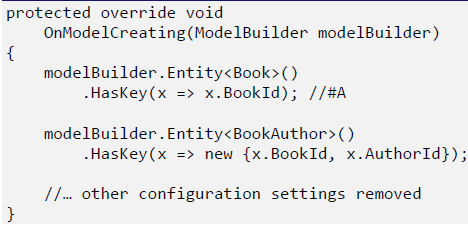 protected override void
OnModelCreating(ModelBuilder modelBuilder)
{
modelBuilder.Entity<Book>()
.HasKey(x => x.BookId); //#A
modelBuilder.Entity<BookAuthor>()
.HasKey(x => new {x.BookId, x.AuthorId});
//… other configuration settings removed
}